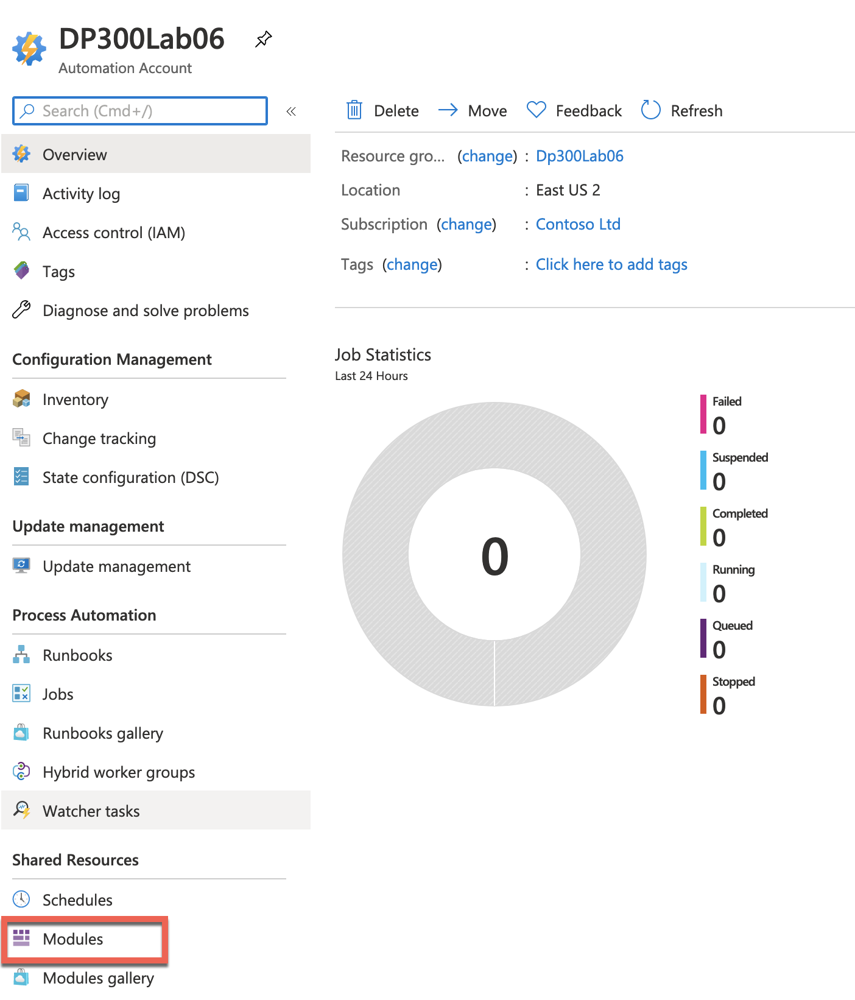 DP300Lab06
Automation Account
Search (Cmd+/)
«
Overview
Activity log
Access control (IAM)
Tags
Diagnose and solve problems
Configuration Management
Inventory
Change tracking
State configuration (DSC)
Update management
Update management
Process Automation
Runbooks
Jobs
Runbooks gallery
Hybrid worker groups
Watcher tasks
Shared Resources
Schedules
Modules
Modules gallery
Delete Move Feedback Refresh
Resource gro... (change) : Dp300Lab06
Location : East US 2
Subscription (change) : Contoso Ltd
Tags (change) : Click here to add tags
Job Statistics
Last 24 Hours
0
Failed
0
Suspended
0
Completed
0
Running
0
Queued
0
Stopped
0